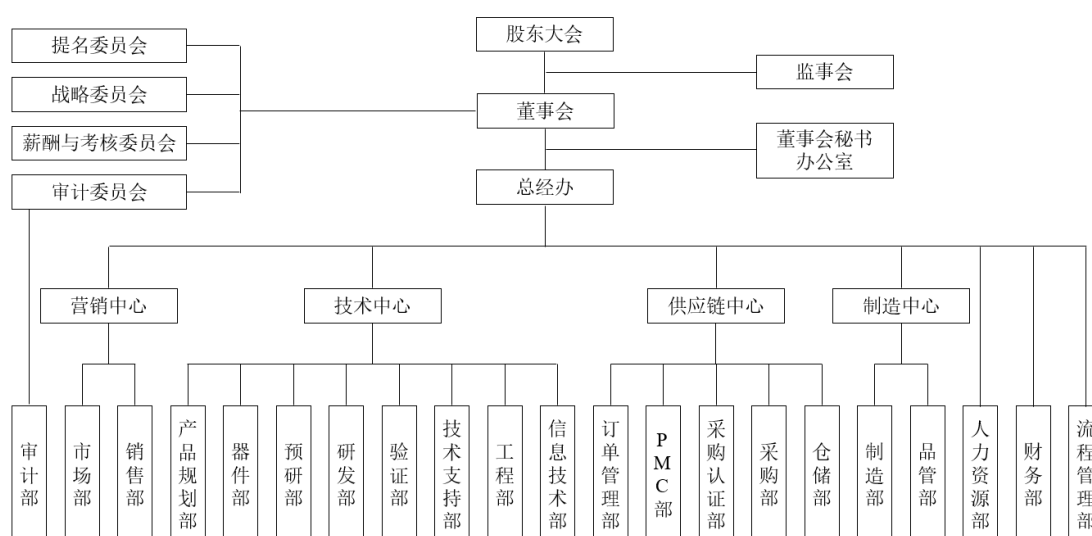 股东大会
提名委员会
监事会
战略委员会
董事会
薪酬与考核委员会
董事会秘书
办公室
审计委员会
总经办
营销中心
技术中心
供应链中心
制造中心
审计部
市场部
销售部
产品规划部
器件部
预研部
研发部
验证部
技术支持部
工程部
信息技术部
订单管理部
PMC部
采购认证部
采购部
仓储部
制造部
品管部
人力资源部
财务部
流程管理部